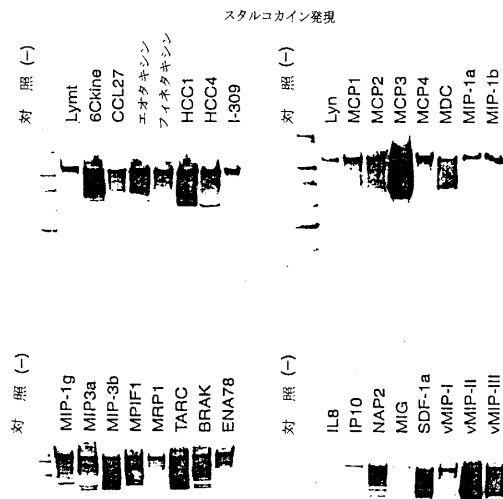 スタルコカイン発現
対 照 (-)
Lymt
6Ckine
CCL27
エオタキシン
フィネタキシン
HCC1
HCC4
I-309
対 照 (-)
Lyn
MCP1
MCP2
MCP3
MCP4
MDC
MIP-1a
MIP-1b
対 照 (-)
MIP-1g
MIP3a
MIP-3b
MPIF1
MRP1
TARC
BRAK
ENA78
対 照 (-)
IL8
IP10
NAP2
MIG
SDF-1a
vMIP-I
vMIP-II
vMIP-III